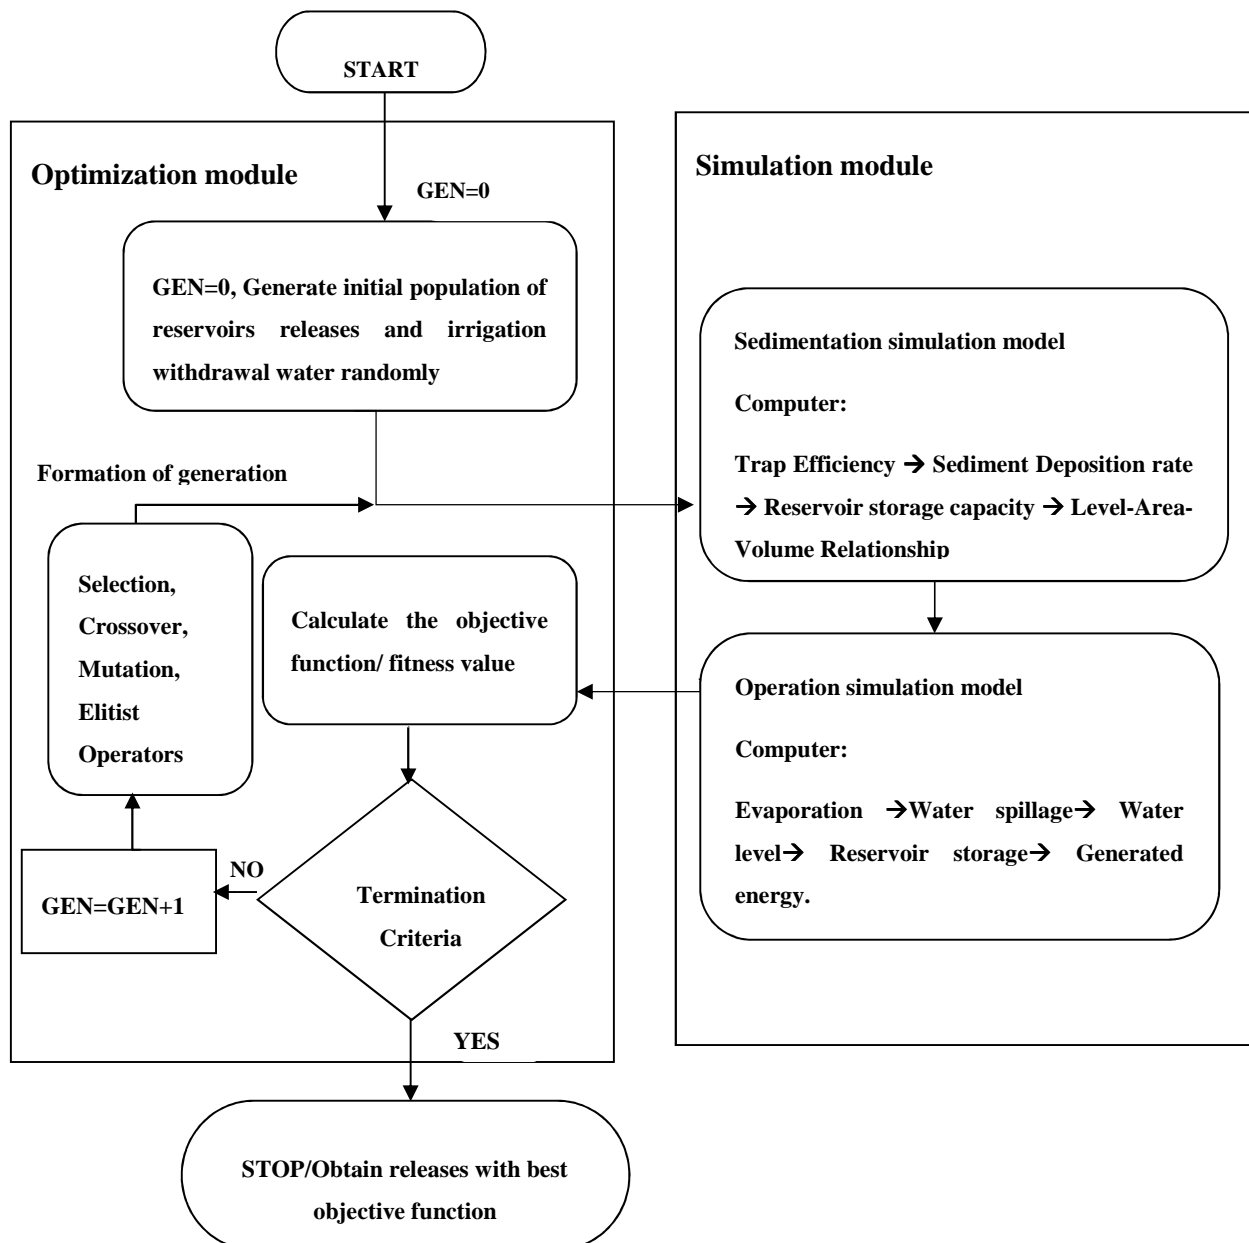 START
Optimization module
GEN=0
GEN=0, Generate initial population of
reservoirs releases and irrigation
withdrawal water randomly
Formation of generation
Selection,
Crossover,
Mutation,
Elitist
Operators
Calculate the objective
function/ fitness value
GEN=GEN+1
NO
Termination
Criteria
YES
STOP/Obtain releases with best
objective function
Simulation module
Sedimentation simulation model
Computer:
Trap Efficiency → Sediment Deposition rate
→ Reservoir storage capacity → Level-Area-
Volume Relationship
Operation simulation model
Computer:
Evaporation →Water spillage→ Water
level→ Reservoir storage→ Generated
energy.